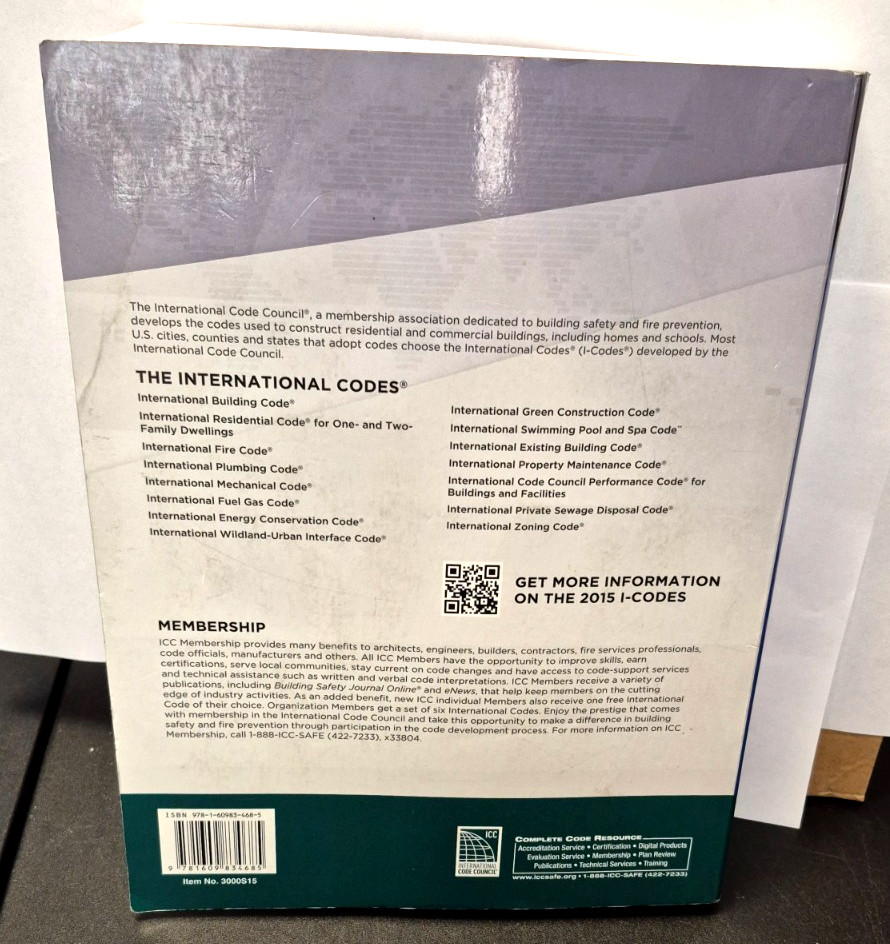 The International Code Council®, a membership association dedicated to building safety and fire prevention,
develops the codes used to construct residential and commercial buildings, including homes and schools. Most
U.S. cities, counties and states that adopt codes choose the International Codes® (I-Codes®) developed by the
International Code Council.
THE INTERNATIONAL CODES®
International Building Code®
International Residential Code® for One- and Two-
Family Dwellings
International Fire Code®
International Plumbing Code®
International Mechanical Code®
International Fuel Gas Code®
International Energy Conservation Code®
International Wildland-Urban Interface Code®
International Green Construction Code®
International Swimming Pool and Spa Code™
International Existing Building Code®
International Property Maintenance Code®
International Code Council Performance Code® for
Buildings and Facilities
International Private Sewage Disposal Code®
International Zoning Code®
GET MORE INFORMATION
ON THE 2015 I-CODES
MEMBERSHIP
ICC Membership provides many benefits to architects, engineers, builders, contractors, fire services professionals,
code officials, manufacturers and others. All ICC Members have the opportunity to improve skills, earn
certifications, serve local communities, stay current on code changes and have access to code-support services
and technical assistance such as written and verbal code interpretations. ICC Members receive a variety of
publications, including Building Safety Journal Online® and eNews, that help keep members on the cutting
edge of industry activities. As an added benefit, new ICC individual Members also receive one free International
Code of their choice. Organization Members get a set of six International Codes. Enjoy the prestige that comes
with membership in the International Code Council and take this opportunity to make a difference in building
safety and fire prevention through participation in the code development process. For more information on ICC
Membership, call 1-888-ICC-SAFE (422-7233), x33804.
ISBN 978-1-60983-468-5
9 781609 834685
Item No. 3000S15
ICC
INTERNATIONAL
CODE COUNCIL®
COMPLETE CODE RESOURCE
Accreditation Service • Certification • Digital Products
Evaluation Service • Membership • Plan Review
Publications • Technical Services • Training
www.iccsafe.org • 1-888-ICC-SAFE (422-7233)